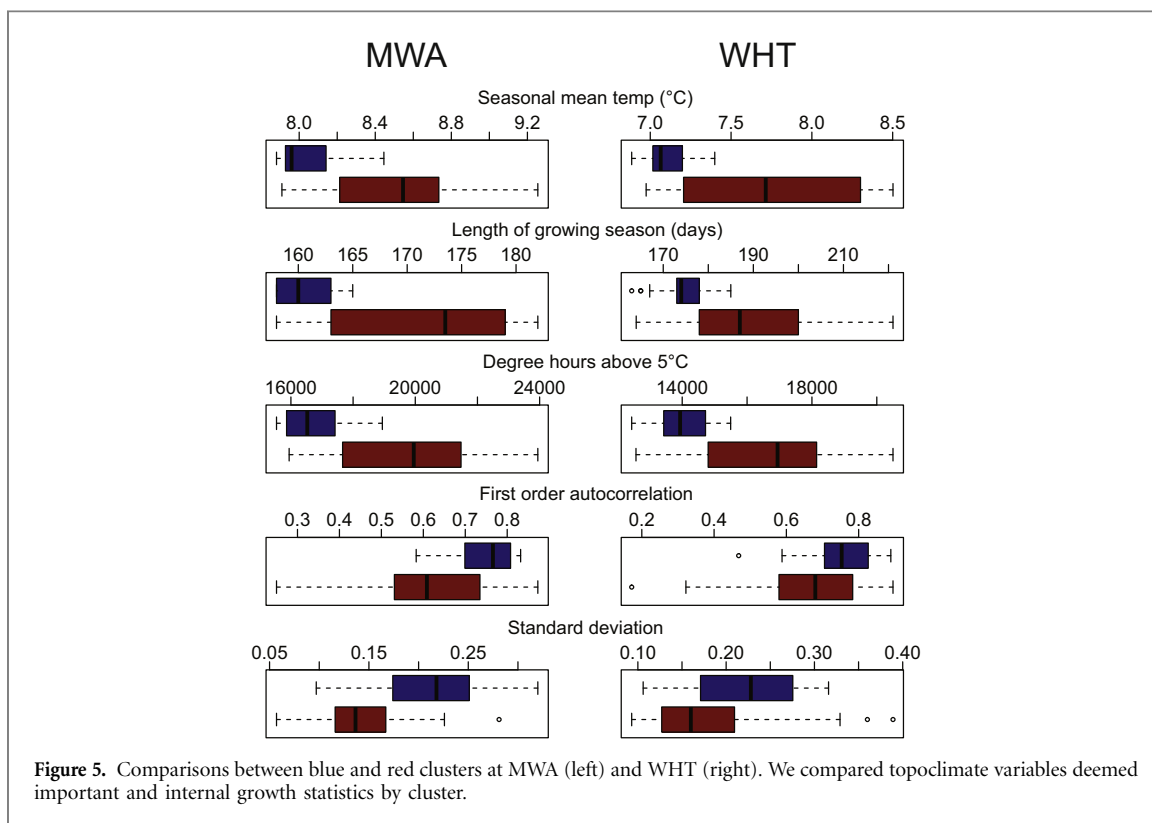 MWA WHT
Seasonal mean temp (°C)
8.0 8.4 8.8 9.2 7.0 7.5 8.0 8.5
Length of growing season (days)
160 165 170 175 180 170 190 210
Degree hours above 5°C
16000 20000 24000 14000 18000
First order autocorrelation
0.3 0.4 0.5 0.6 0.7 0.8 0.2 0.4 0.6 0.8
Standard deviation
0.05 0.15 0.25 0.10 0.20 0.30 0.40
Figure 5. Comparisons between blue and red clusters at MWA (left) and WHT (right). We compared topoclimate variables deemed
important and internal growth statistics by cluster.